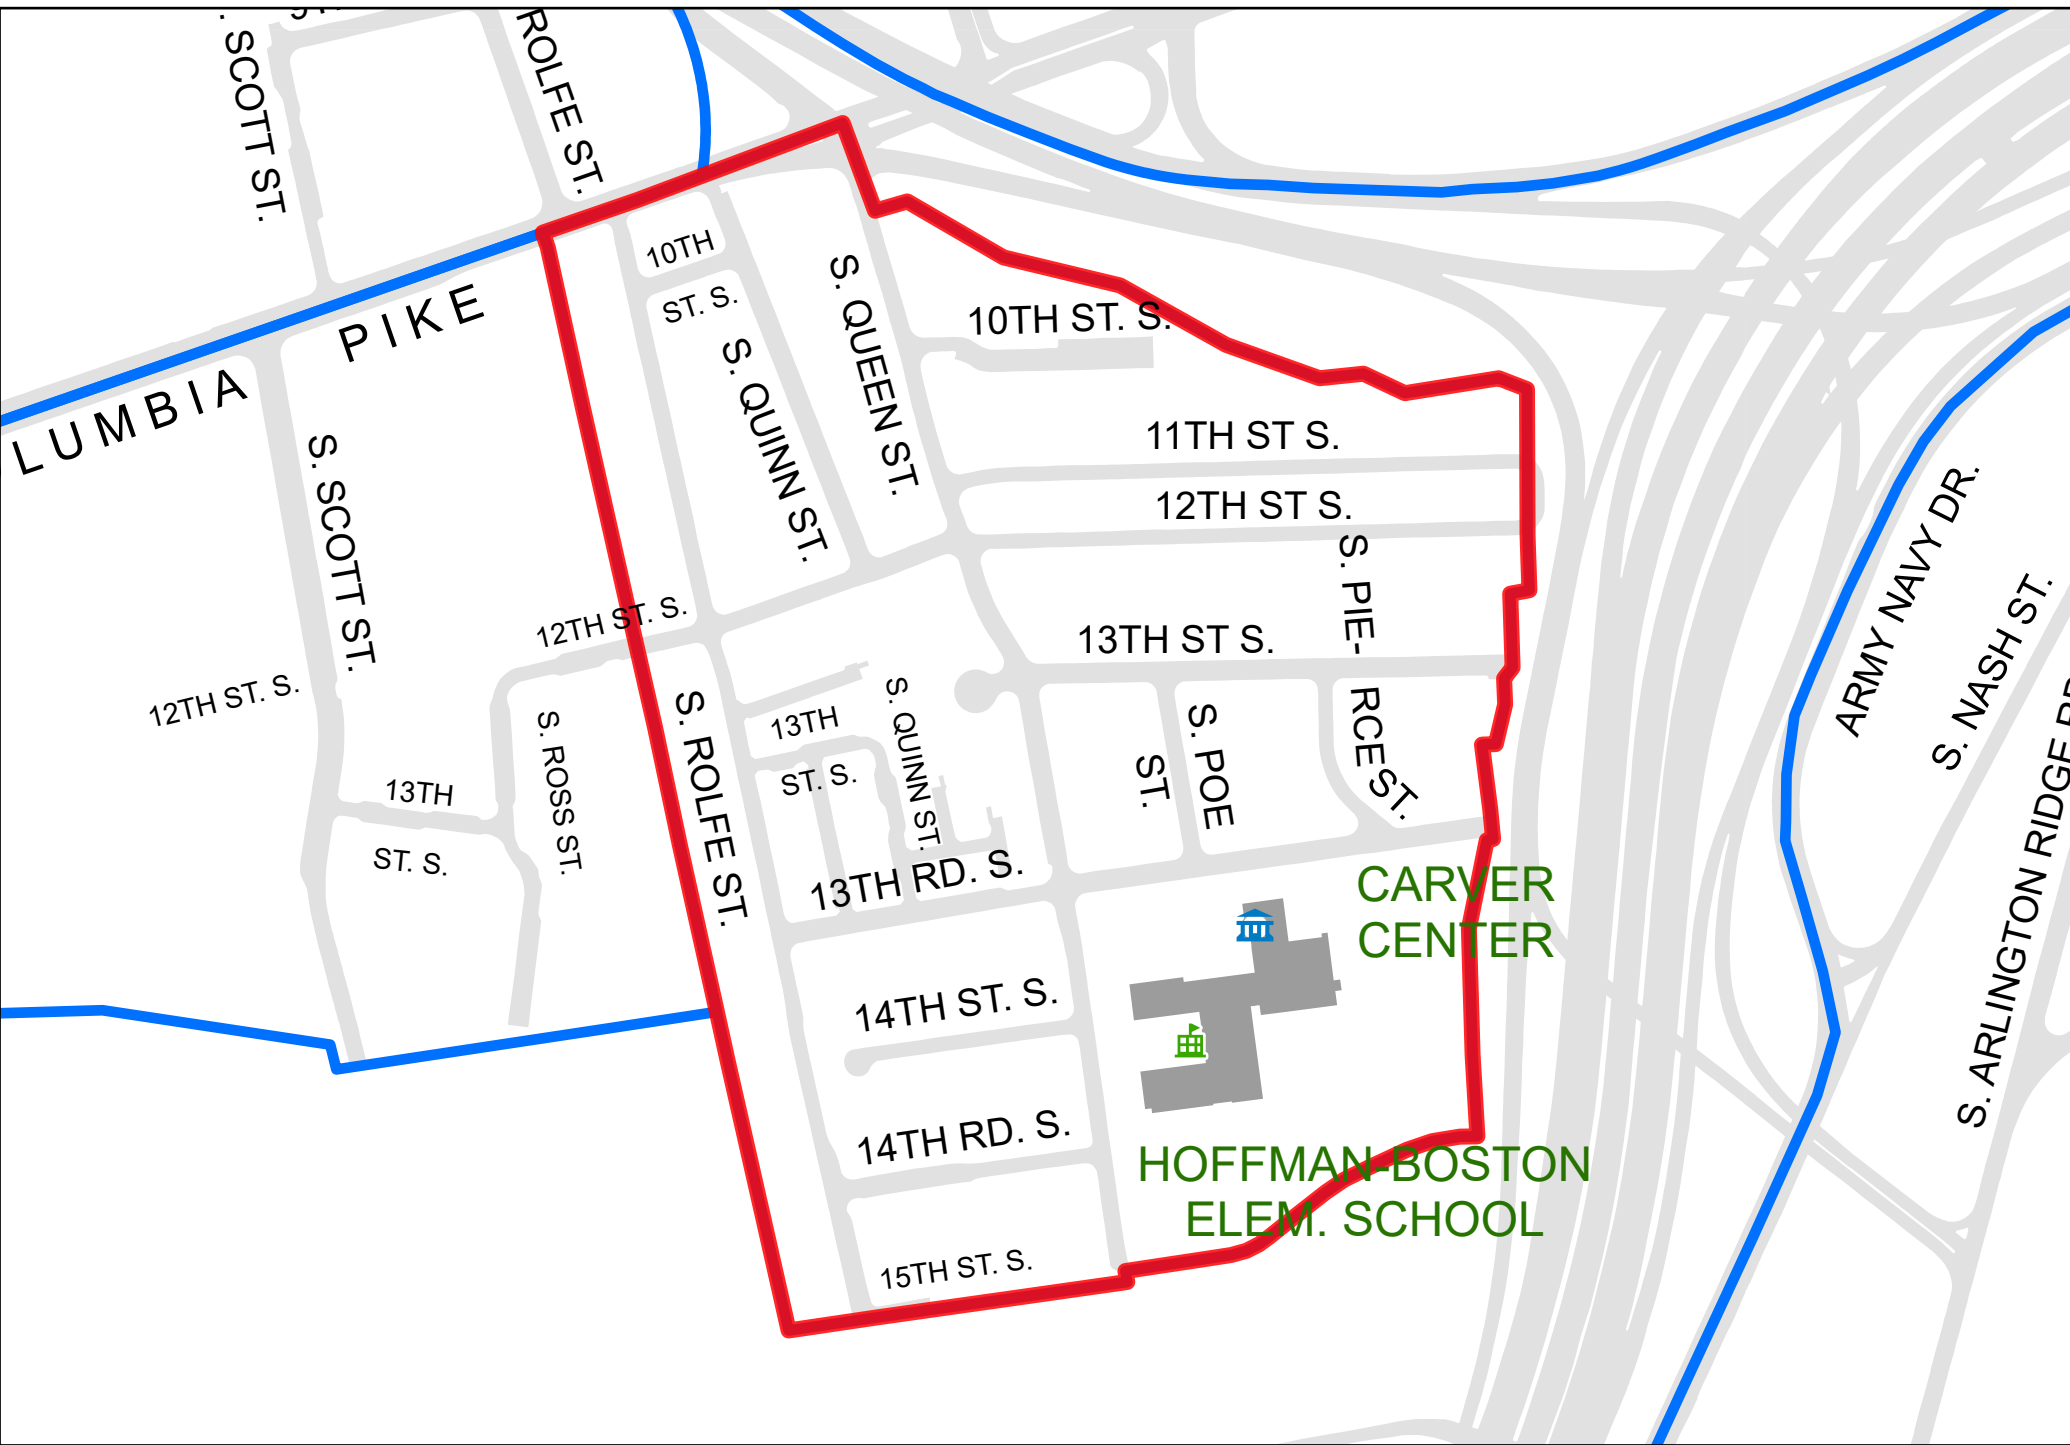 S. SCOTT ST.
ROLFE ST.
LUMBIA
PIKE
10TH
ST. S.
S. QUEEN ST.
S. QUINN ST.
10TH ST. S.
11TH ST S.
12TH ST S.
S. SCOTT ST.
12TH ST. S.
S. PIE-
RCE ST.
13TH ST S.
12TH ST. S.
13TH
ST. S.
S. ROSS ST.
S. ROLFE ST.
13TH
ST. S.
S. QUINN ST.
S. POE
ST.
13TH RD. S.
CARVER
CENTER
14TH ST. S.
14TH RD. S.
HOFFMAN-BOSTON
ELEM. SCHOOL
15TH ST. S.
ARMY NAVY DR.
S. NASH ST.
S. ARLINGTON RIDGE